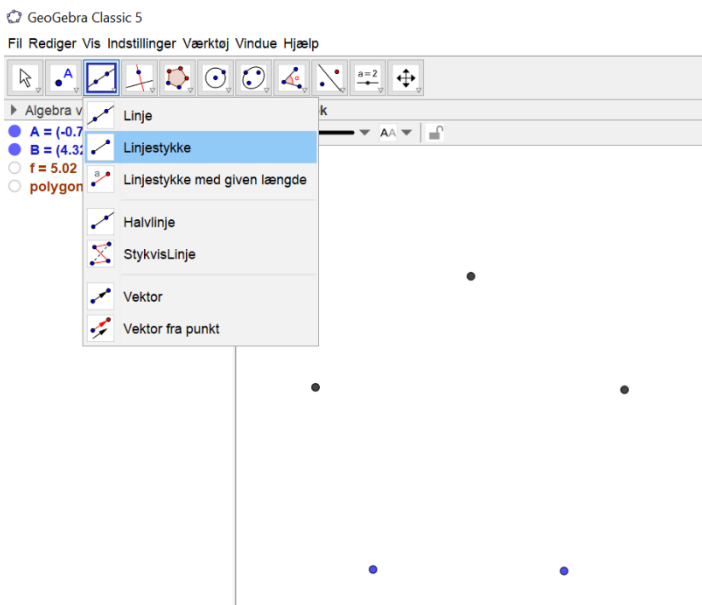 GeoGebra Classic 5
Fil Rediger Vis Indstillinger Værktøj Vindue Hjælp
A
a=2
Algebra v
k
A = (-0.7
Linje
AA
B = (4.32
Linjestykke
f = 5.02
a
Linjestykke med given længde
polygon
Halvlinje
StykvisLinje
Vektor
Vektor fra punkt